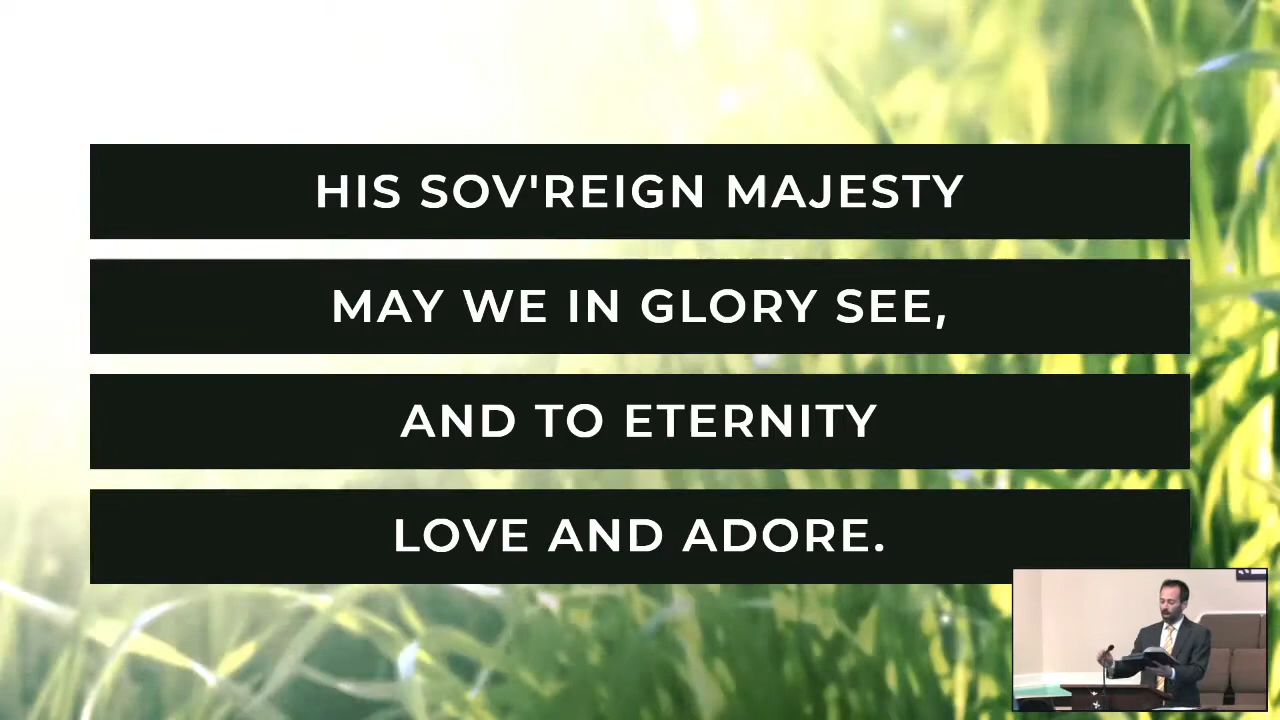 HIS SOV'REIGN MAJESTY
MAY WE IN GLORY SEE,
AND TO ETERNITY
LOVE AND ADORE.